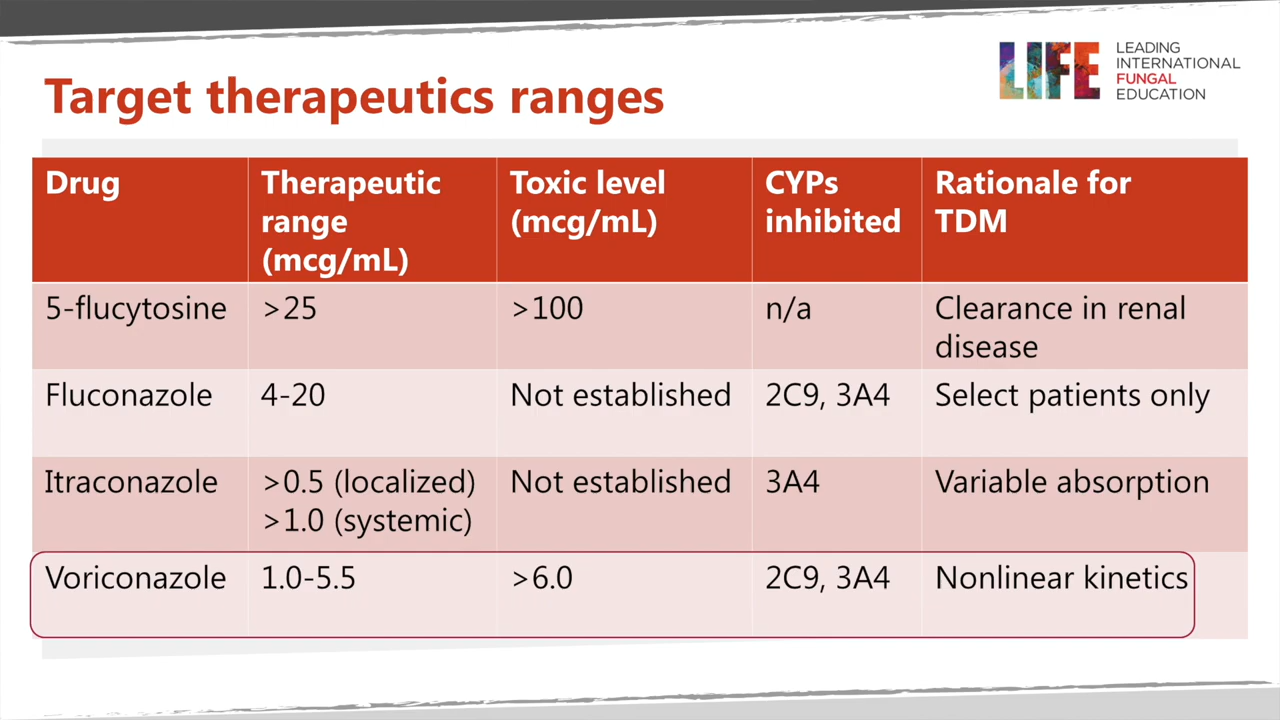 Target therapeutics ranges
LIFE
LEADING
INTERNATIONAL
FUNGAL
EDUCATION
Drug
Therapeutic
range
(mcg/mL)
Toxic level
(mcg/mL)
CYPs
inhibited
Rationale for
TDM
5-flucytosine
>25
>100
n/a
Clearance in renal
disease
Fluconazole
4-20
Not established
2C9, 3A4
Select patients only
Itraconazole
>0.5 (localized)
>1.0 (systemic)
Not established
3A4
Variable absorption
Voriconazole
1.0-5.5
>6.0
2C9, 3A4
Nonlinear kinetics